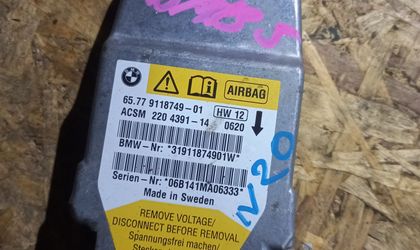 BMW
AIRBAG
65.77 9118749-01 HW 12
ACSM 220 4391-14 0620
BMW-Nr: *31911874901W*
Serien-Nr: *06B141MA06333*
Made in Sweden
N20
REMOVE VOLTAGE/
DISCONNECT BEFORE REMOVAL
Spannungsfrei machen/